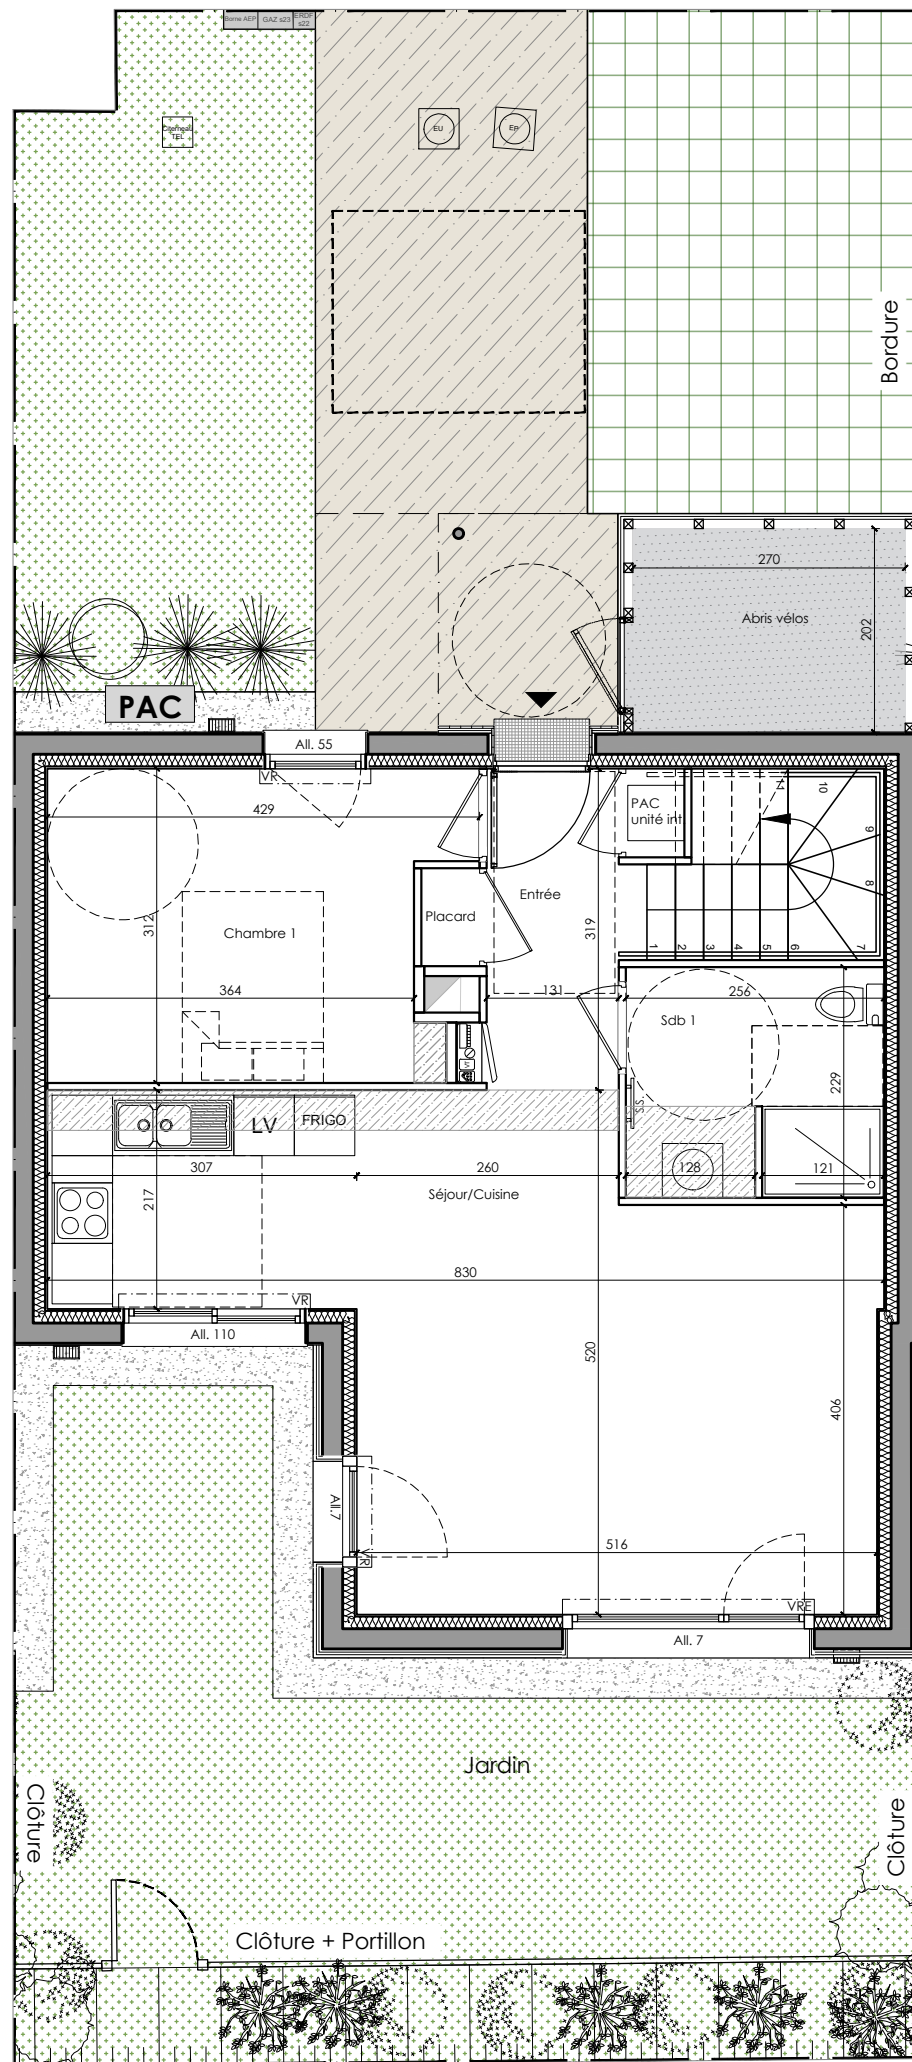 Borne AEP
GAZ s23
ERDF
s22
Citerneau
TEL
EU
EP
Bordure
270
Abris vélos
202
PAC
All. 55
VR
429
PAC
unité int.
11
10
9
8
7
6
5
4
3
2
1
Entrée
Placard
Chambre 1
312
319
364
131
256
Sdb 1
229
S.S.
LV
FRIGO
307
260
128
121
217
Séjour/Cuisine
830
VR
All. 110
520
406
All.7
VR
516
VRE
All. 7
Jardin
Clôture
Clôture
Clôture + Portillon